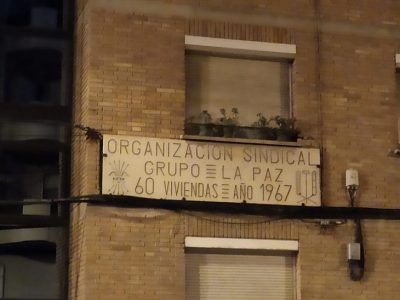 ORGANIZACION SINDICAL
GRUPO LA PAZ
60 VIVIENDAS AÑO 1967